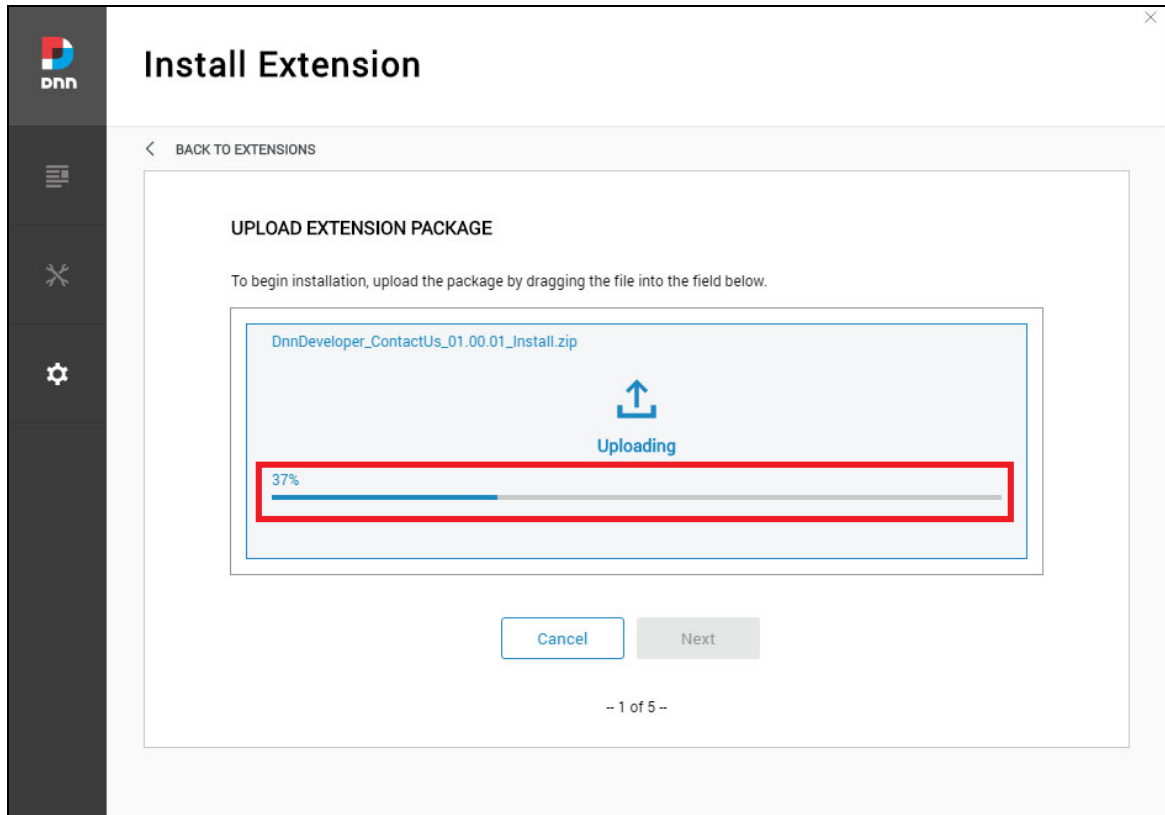 Dnn
Install Extension
BACK TO EXTENSIONS
UPLOAD EXTENSION PACKAGE
To begin installation, upload the package by dragging the file into the field below.
DnnDeveloper_ContactUs_01.00.01_Install.zip
Uploading
37%
Cancel
Next
-- 1 of 5 --